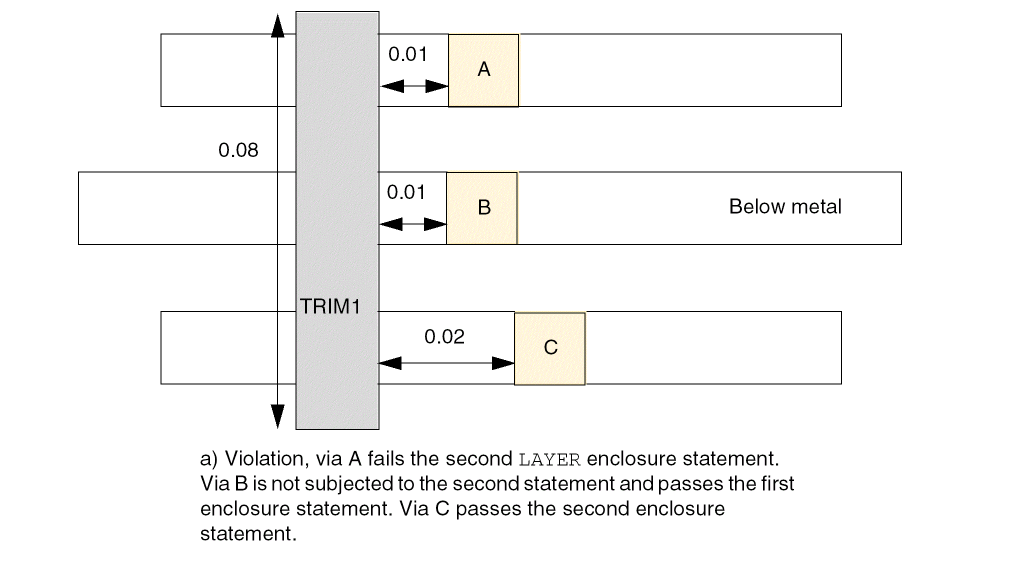 0.01
A
0.08
0.01
B
Below metal
TRIM1
0.02
C
a) Violation, via A fails the second LAYER enclosure statement.
Via B is not subjected to the second statement and passes the first
enclosure statement. Via C passes the second enclosure
statement.